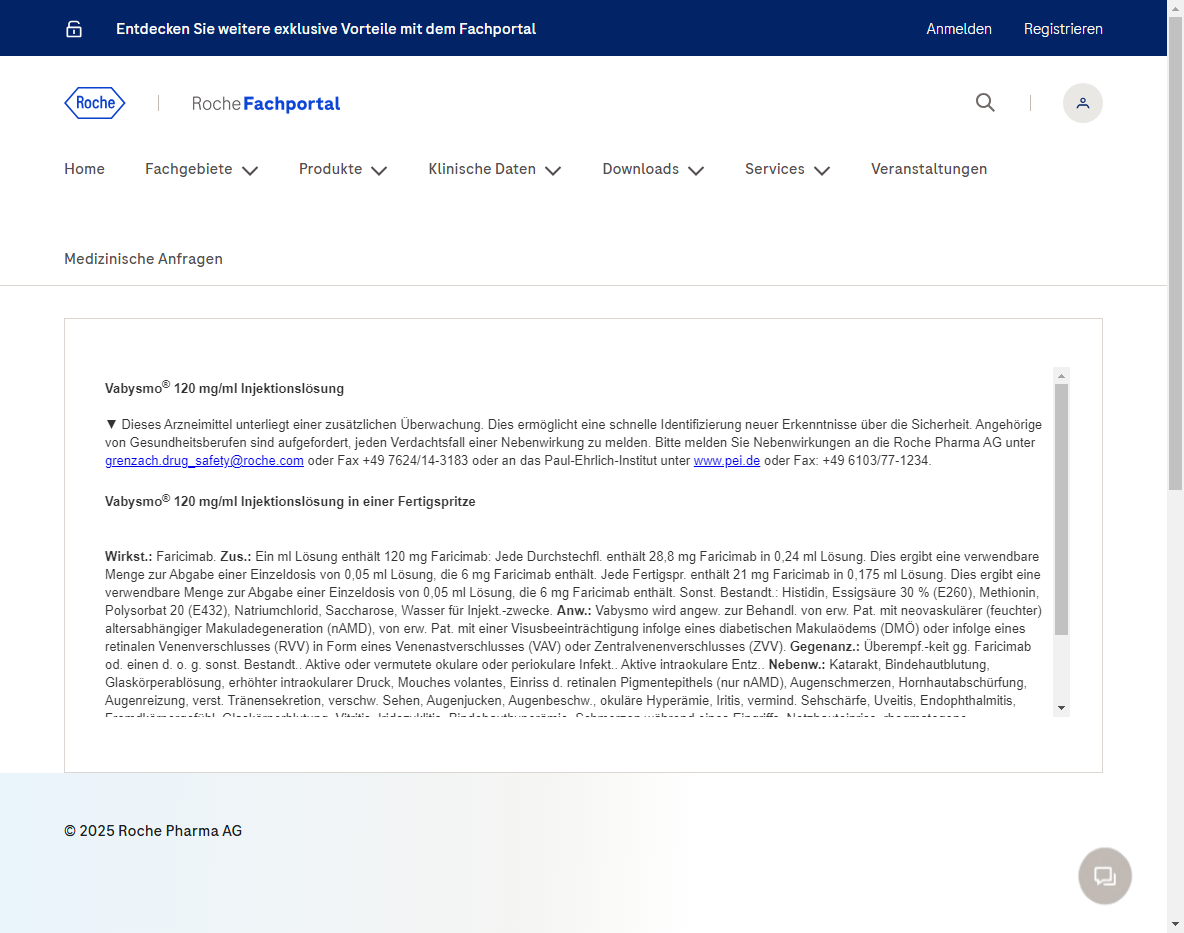 Entdecken Sie weitere exklusive Vorteile mit dem Fachportal
Anmelden
Registrieren
Roche
Roche Fachportal
Home
Fachgebiete
Produkte
Klinische Daten
Downloads
Services
Veranstaltungen
Medizinische Anfragen
Vabysmo® 120 mg/ml Injektionslösung
▼ Dieses Arzneimittel unterliegt einer zusätzlichen Überwachung. Dies ermöglicht eine schnelle Identifizierung neuer Erkenntnisse über die Sicherheit. Angehörige
von Gesundheitsberufen sind aufgefordert, jeden Verdachtsfall einer Nebenwirkung zu melden. Bitte melden Sie Nebenwirkungen an die Roche Pharma AG unter
grenzach.drug_safety@roche.com oder Fax +49 7624/14-3183 oder an das Paul-Ehrlich-Institut unter www.pei.de oder Fax: +49 6103/77-1234.
Vabysmo® 120 mg/ml Injektionslösung in einer Fertigspritze
Wirkst.: Faricimab. Zus.: Ein ml Lösung enthält 120 mg Faricimab: Jede Durchstechfl. enthält 28,8 mg Faricimab in 0,24 ml Lösung. Dies ergibt eine verwendbare
Menge zur Abgabe einer Einzeldosis von 0,05 ml Lösung, die 6 mg Faricimab enthält. Jede Fertigspr. enthält 21 mg Faricimab in 0,175 ml Lösung. Dies ergibt eine
verwendbare Menge zur Abgabe einer Einzeldosis von 0,05 ml Lösung, die 6 mg Faricimab enthält. Sonst. Bestandt.: Histidin, Essigsäure 30 % (E260), Methionin,
Polysorbat 20 (E432), Natriumchlorid, Saccharose, Wasser für Injekt.-zwecke. Anw.: Vabysmo wird angew. zur Behandl. von erw. Pat. mit neovaskulärer (feuchter)
altersabhängiger Makuladegeneration (nAMD), von erw. Pat. mit einer Visusbeeinträchtigung infolge eines diabetischen Makulaödems (DMÖ) oder infolge eines
retinalen Venenverschlusses (RVV) in Form eines Venenastverschlusses (VAV) oder Zentralvenenverschlusses (ZVV). Gegenanz.: Überempf.-keit gg. Faricimab
od. einen d. o. g. sonst. Bestandt.. Aktive oder vermutete okulare oder periokulare Infekt.. Aktive intraokulare Entz.. Nebenw.: Katarakt, Bindehautblutung,
Glaskörperablösung, erhöhter intraokularer Druck, Mouches volantes, Einriss d. retinalen Pigmentepithels (nur nAMD), Augenschmerzen, Hornhautabschürfung,
Augenreizung, verst. Tränensekretion, verschw. Sehen, Augenjucken, Augenbeschw., okuläre Hyperämie, Iritis, vermind. Sehschärfe, Uveitis, Endophthalmitis,
Fremdkörpergefühl, Glaskörperblutung, Vitritis, Iridozyklitis, Bindehauthyperämie, Schmerzen während eines Eingriffs, Netzhauteinriss, rhegmatogene
© 2025 Roche Pharma AG